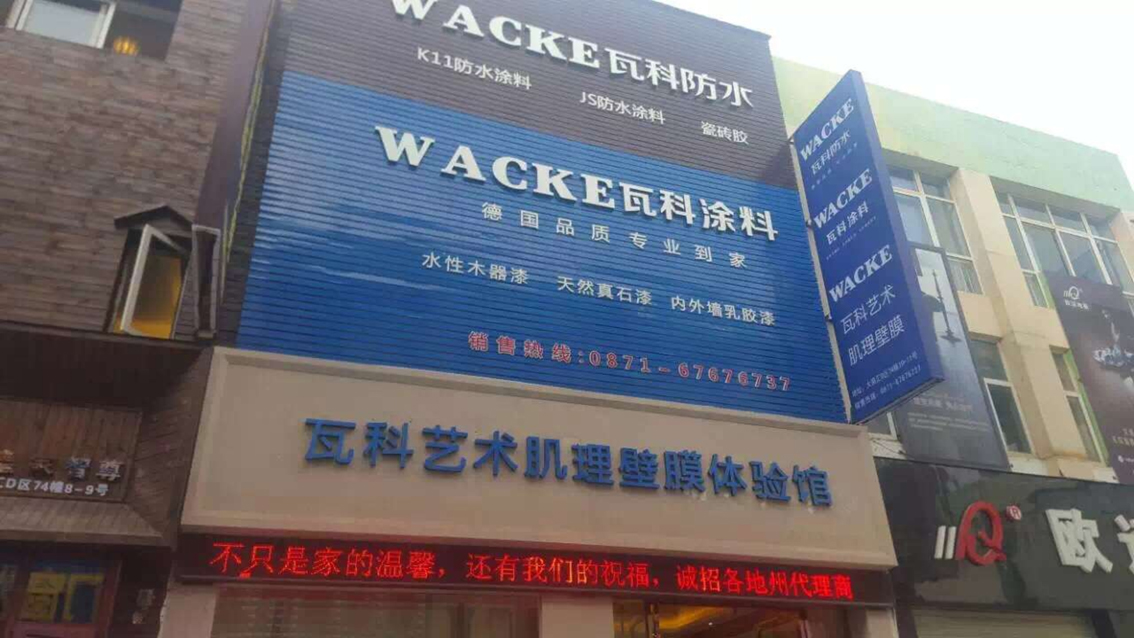 WACKE瓦科防水
K11防水涂料 JS防水涂料 瓷砖胶
WACKE瓦科涂料
德国品质专业到家
水性木器漆 天然真石漆 内外墙乳胶漆
销售热线:0871-67676737
瓦科艺术肌理壁膜体验馆
不只是家的温馨,还有我们的祝福,诚招各地州代理商
WACKE
瓦科防水
WACKE
瓦科涂料
WACKE
瓦科艺术
肌理壁膜
CD区74幢8-9号
欧